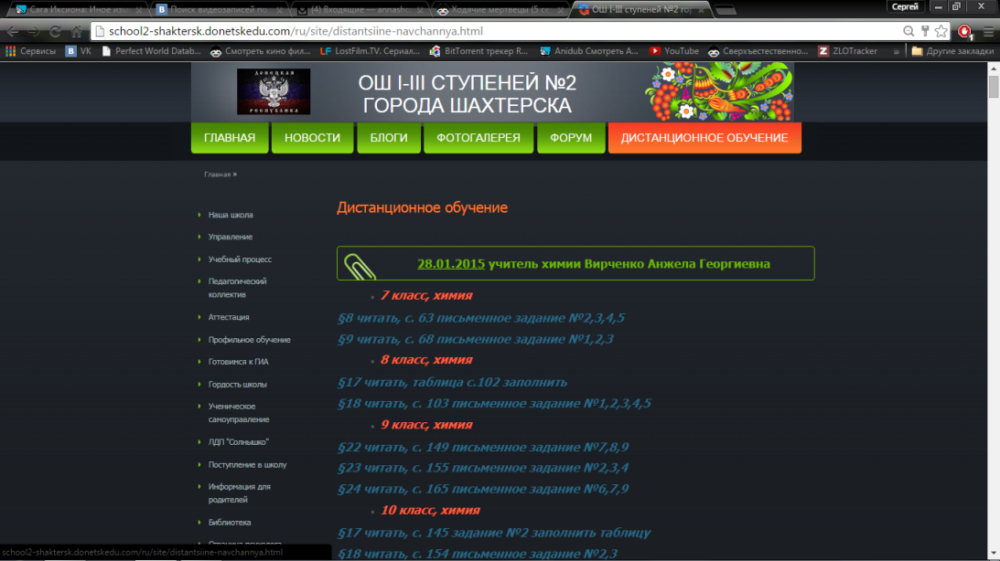 Сага Иксиона: Иное изм
Поиск видеозаписей по
(4) Входящие — annasho
Ходячие мертвецы (5 се
ОШ I-III ступеней №2 гор
Сергей
school2-shaktersk.donetskedu.com/ru/site/distantsiine-navchannya.html
Сервисы VK Perfect World Datab... Смотреть кино фил... LostFilm.TV. Сериал... BitTorrent трекер R... Anidub Смотреть А... YouTube Сверхъестественно... ZLOTracker » Другие закладки
ДОНЕЦКАЯ
РЕСПУБЛИКА
ОШ I-III СТУПЕНЕЙ №2
ГОРОДА ШАХТЕРСКА
ГЛАВНАЯ НОВОСТИ БЛОГИ ФОТОГАЛЕРЕЯ ФОРУМ ДИСТАНЦИОННОЕ ОБУЧЕНИЕ
Главная »
Наша школа
Управление
Учебный процесс
Педагогический
коллектив
Аттестация
Профильное обучение
Готовимся к ГИА
Гордость школы
Ученическое
самоуправление
ЛДП "Солнышко"
Поступление в школу
Информация для
родителей
Библиотека
Страница психолога
Дистанционное обучение
28.01.2015 учитель химии Вирченко Анжела Георгиевна
7 класс, химия
§8 читать, с. 63 письменное задание №2,3,4,5
§9 читать, с. 68 письменное задание №1,2,3
8 класс, химия
§17 читать, таблица с.102 заполнить
§18 читать, с. 103 письменное задание №1,2,3,4,5
9 класс, химия
§22 читать, с. 149 письменное задание №7,8,9
§23 читать, с. 155 письменное задание №2,3,4
§24 читать, с. 165 письменное задание №6,7,9
10 класс, химия
§17 читать, с. 145 задание №2 заполнить таблицу
§18 читать, с. 154 письменное задание №2,3
school2-shaktersk.donetskedu.com/ru/site/distantsiine-navchannya.html